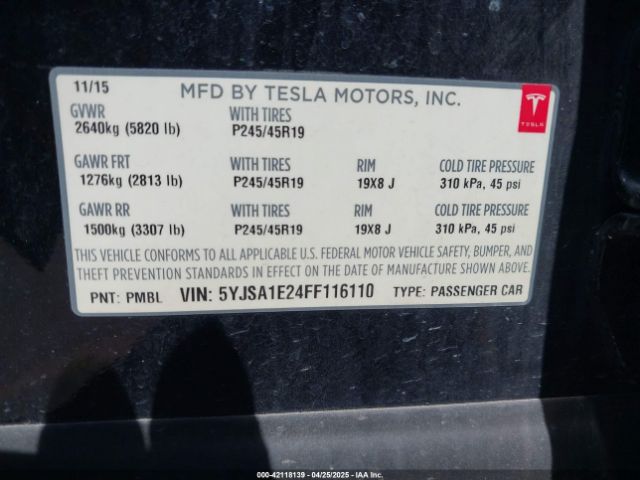 11/15 MFD BY TESLA MOTORS, INC.
GVWR WITH TIRES
2640kg (5820 lb) P245/45R19
TESLA
GAWR FRT WITH TIRES RIM COLD TIRE PRESSURE
1276kg (2813 lb) P245/45R19 19X8 J 310 kPa, 45 psi
GAWR RR WITH TIRES RIM COLD TIRE PRESSURE
1500kg (3307 lb) P245/45R19 19X8 J 310 kPa, 45 psi
THIS VEHICLE CONFORMS TO ALL APPLICABLE U.S. FEDERAL MOTOR VEHICLE SAFETY, BUMPER, AND
THEFT PREVENTION STANDARDS IN EFFECT ON THE DATE OF MANUFACTURE SHOWN ABOVE.
PNT: PMBL VIN: 5YJSA1E24FF116110 TYPE: PASSENGER CAR
000-42118139 - 04/25/2025 - IAA Inc.